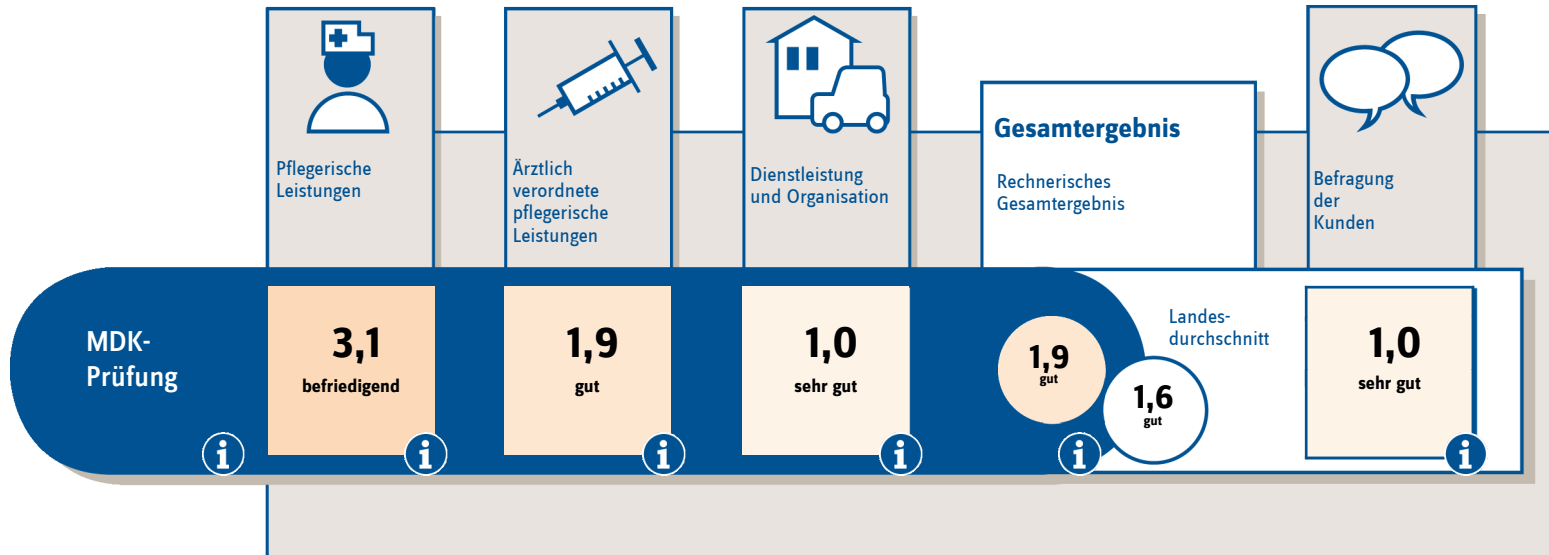 Pflegerische
Leistungen
Ärztlich
verordnete
pflegerische
Leistungen
Dienstleistung
und Organisation
Gesamtergebnis
Rechnerisches
Gesamtergebnis
Befragung
der
Kunden
MDK-
Prüfung
3,1
befriedigend
i
i
1,9
gut
i
1,0
sehr gut
i
1,9
gut
i
Landes-
durchschnitt
1,6
gut
1,0
sehr gut
i